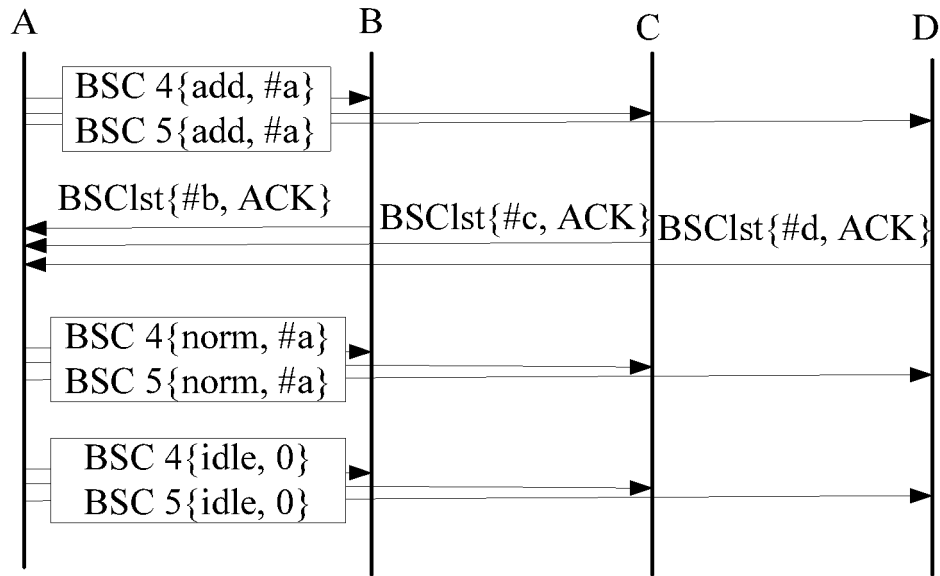 A B C D
BSC 4{add, #a}
BSC 5{add, #a}
BSClst{#b, ACK} BSClst{#c, ACK} BSClst{#d, ACK}
BSC 4{norm, #a}
BSC 5{norm, #a}
BSC 4{idle, 0}
BSC 5{idle, 0}